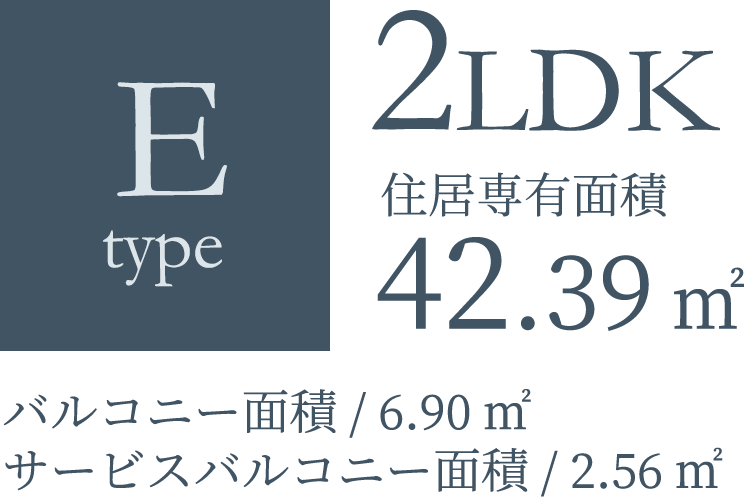 E
type
2LDK
住居専有面積
42.39 ㎡
バルコニー面積 / 6.90 ㎡
サービスバルコニー面積 / 2.56 ㎡